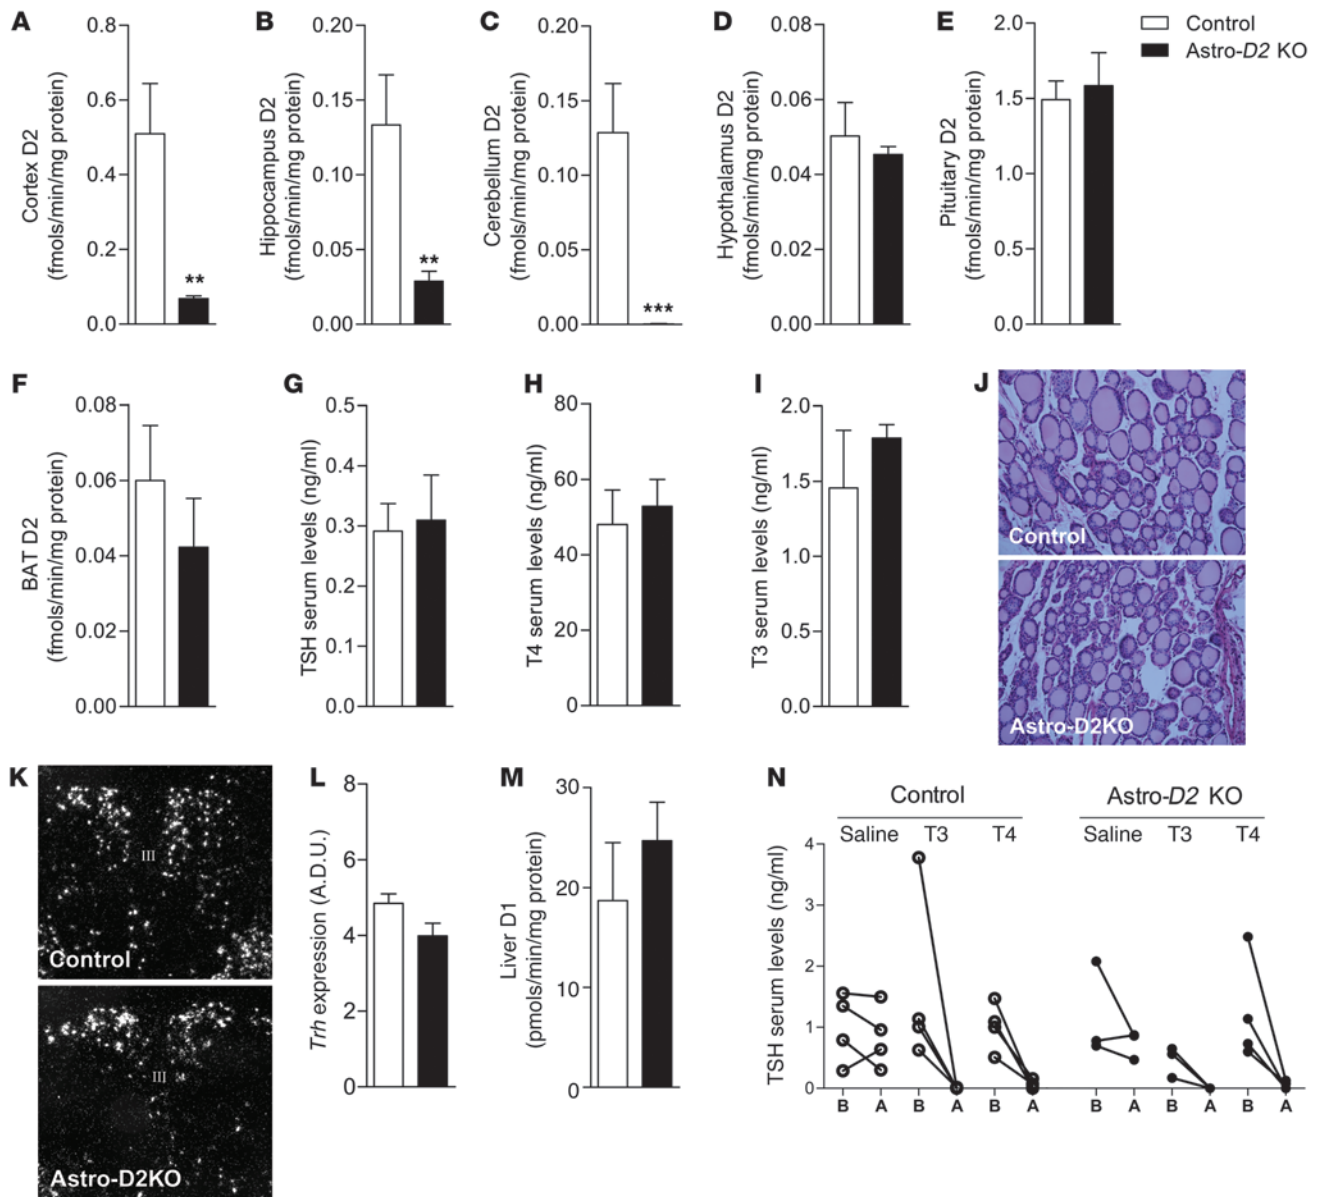 A
Cortex D2
(fmols/min/mg protein)
0.8
0.6
0.4
0.2
0.0
**
B
Hippocampus D2
(fmols/min/mg protein)
0.20
0.15
0.10
0.05
0.00
**
C
Cerebellum D2
(fmols/min/mg protein)
0.20
0.15
0.10
0.05
0.00
***
D
Hypothalamus D2
(fmols/min/mg protein)
0.08
0.06
0.04
0.02
0.00
E
Pituitary D2
(fmols/min/mg protein)
2.0
1.5
1.0
0.5
0.0
Control
Astro-D2 KO
F
BAT D2
(fmols/min/mg protein)
0.08
0.06
0.04
0.02
0.00
G
TSH serum levels (ng/ml)
0.5
0.4
0.3
0.2
0.1
0.0
H
T4 serum levels (ng/ml)
80
60
40
20
0
I
T3 serum levels (ng/ml)
2.0
1.5
1.0
0.5
0.0
J
Control
Astro-D2KO
K
III
Control
III
Astro-D2KO
L
Trh expression (A.D.U.)
8
6
4
2
0
M
Liver D1
(pmols/min/mg protein)
30
20
10
0
N
Control
Astro-D2 KO
Saline T3 T4 Saline T3 T4
TSH serum levels (ng/ml)
4
3
2
1
0
B A B A B A B A B A B A